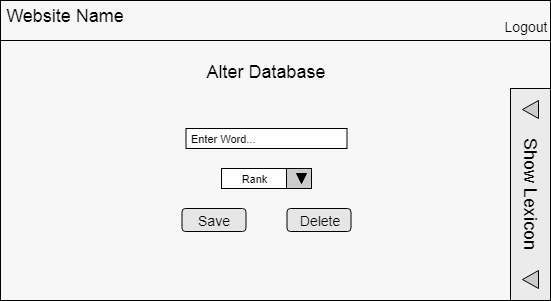 Website Name
Logout
Alter Database
Enter Word...
Rank
Save
Delete
Show Lexicon